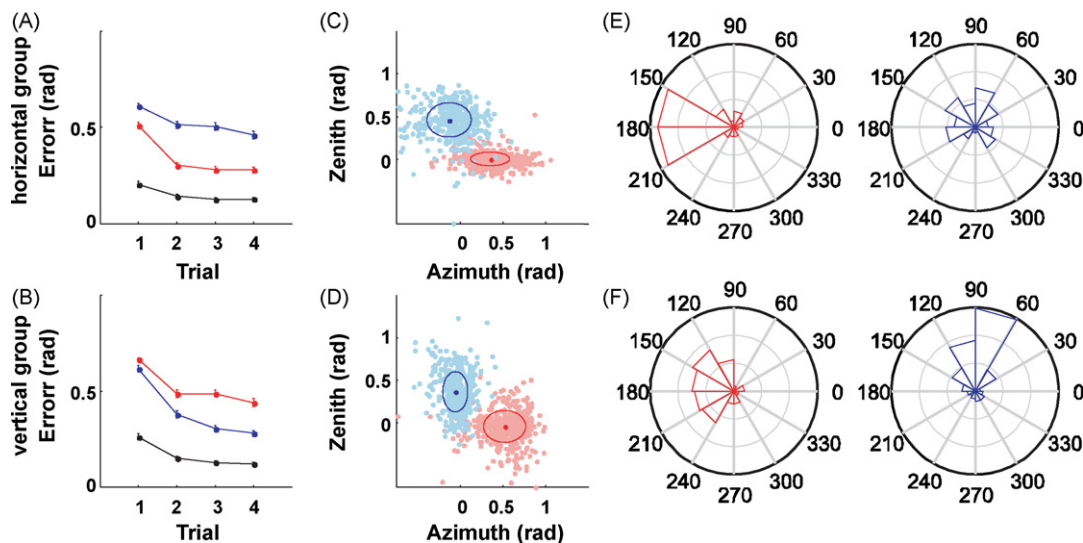 (A)
horizontal group
Errorr (rad)
0.5
0
1 2 3 4
Trial
(C)
Zenith (rad)
1
0.5
0
0 0.5 1
Azimuth (rad)
(E)
90
120 60
150 30
180 0
210 330
240 300
270
90
120 60
150 30
180 0
210 330
240 300
270
(B)
vertical group
Errorr (rad)
0.5
0
1 2 3 4
Trial
(D)
Zenith (rad)
1
0.5
0
0 0.5 1
Azimuth (rad)
(F)
90
120 60
150 30
180 0
210 330
240 300
270
90
120 60
150 30
180 0
210 330
240 300
270